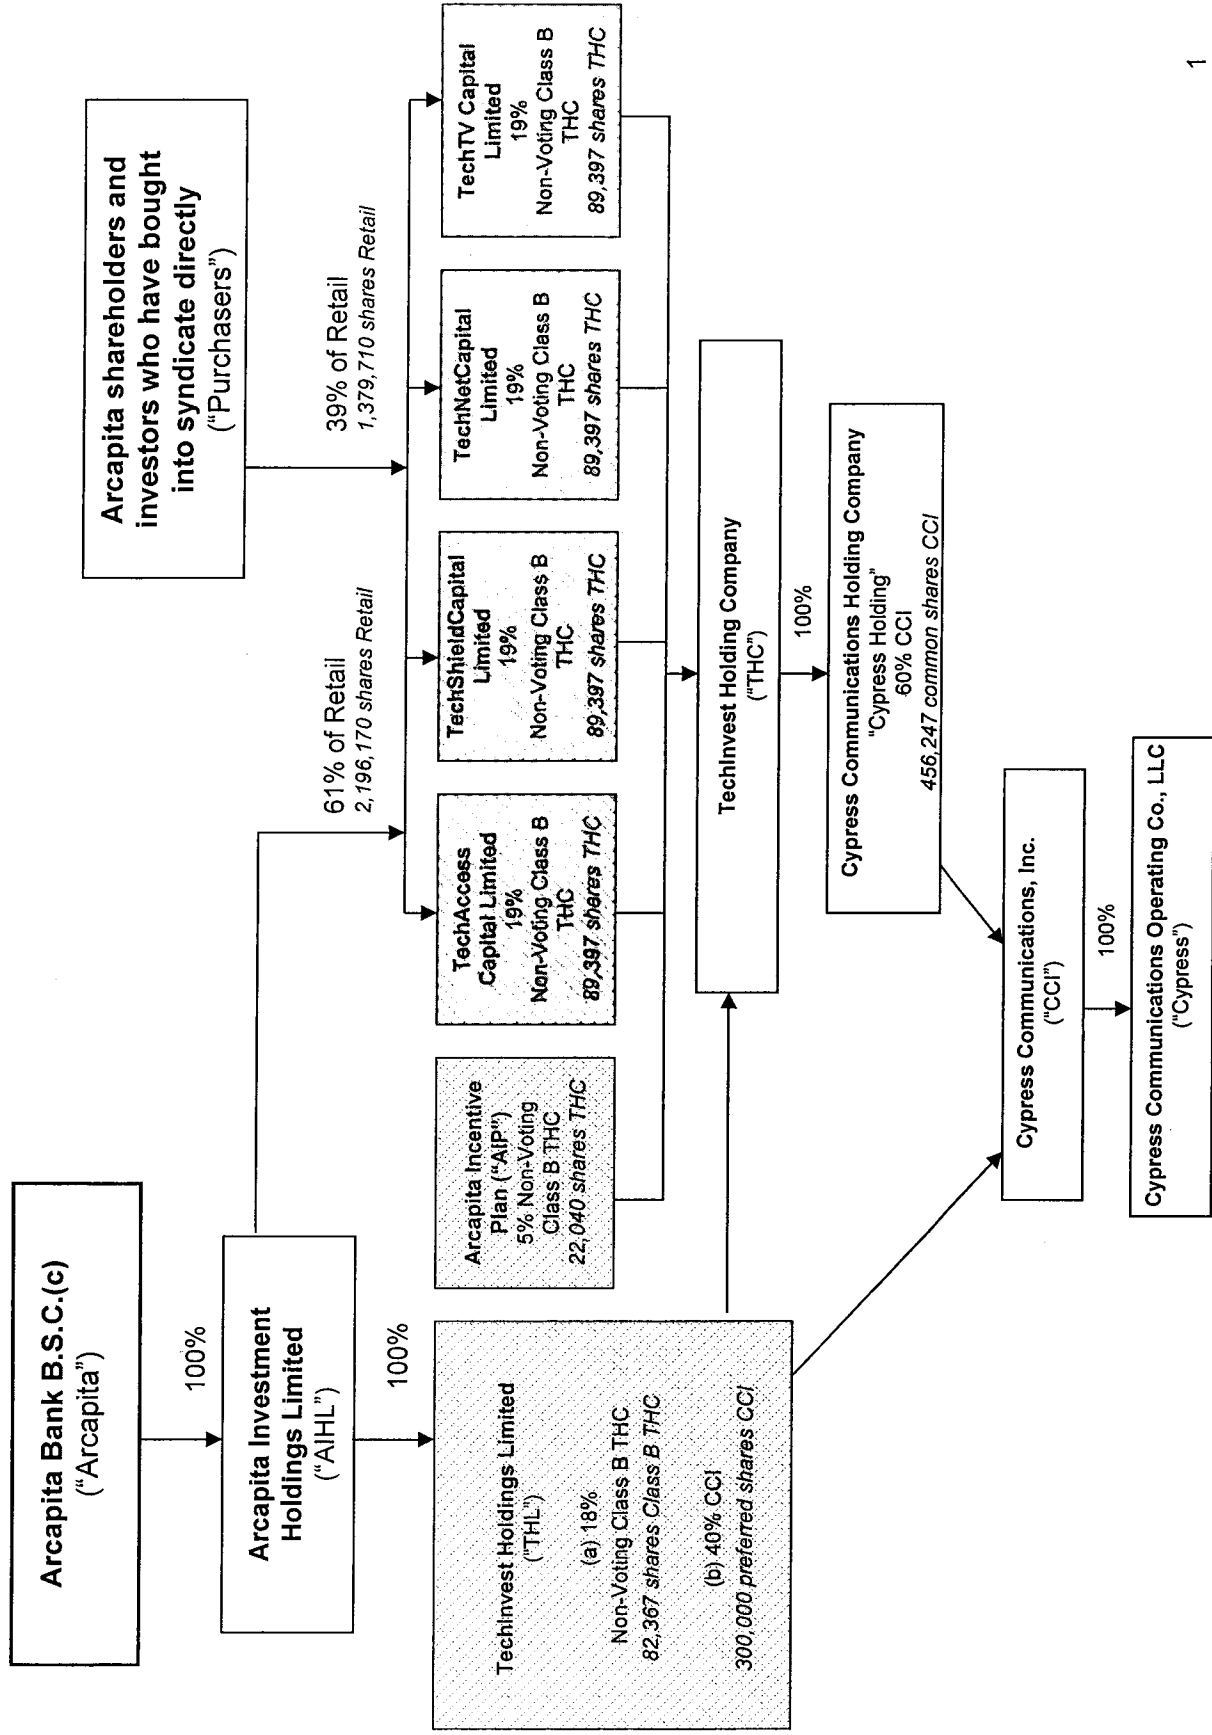 Arcapita Bank B.S.C.(c)
("Arcapita")
Arcapita shareholders and
investors who have bought
into syndicate directly
("Purchasers")
100%
Arcapita Investment
Holdings Limited
("AIHL")
61% of Retail
2,196,170 shares Retail
39% of Retail
1,379,710 shares Retail
100%
TechInvest Holdings Limited
("THL")
(a) 18%
Non-Voting Class B THC
82,367 shares Class B THC
(b) 40% CCI
300,000 preferred shares CCI
Arcapita Incentive
Plan ("AIP")
5% Non-Voting
Class B THC
22,040 shares THC
TechAccess
Capital Limited
19%
Non-Voting Class B
THC
89,397 shares THC
TechShieldCapital
Limited
19%
Non-Voting Class B
THC
89,397 shares THC
TechNetCapital
Limited
19%
Non-Voting Class B
THC
89,397 shares THC
TechTV Capital
Limited
19%
Non-Voting Class B
THC
89,397 shares THC
TechInvest Holding Company
("THC")
100%
Cypress Communications Holding Company
"Cypress Holding"
60% CCI
456,247 common shares CCI
Cypress Communications, Inc.
("CCI")
100%
Cypress Communications Operating Co., LLC
("Cypress")
1